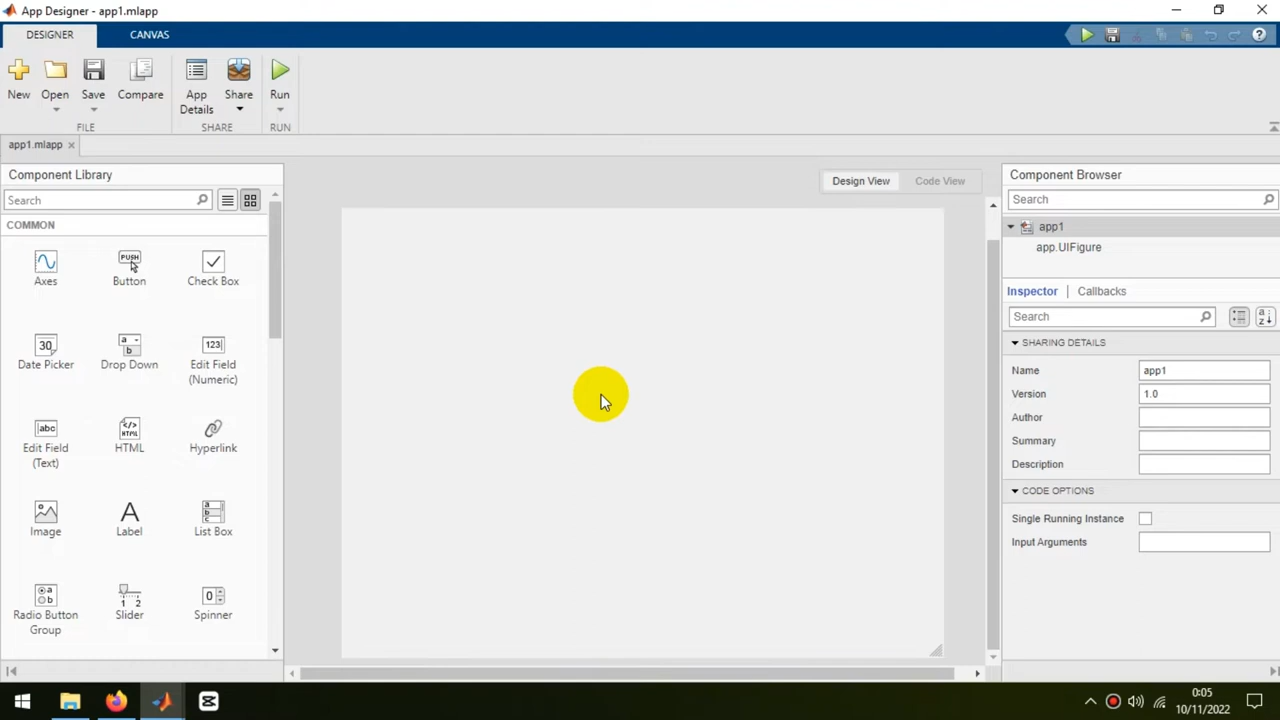 App Designer - app1.mlapp
DESIGNER
CANVAS
New
Open
Save
Compare
App Details
Share
Run
FILE
SHARE
RUN
app1.mlapp
Component Library
Search
COMMON
Axes
PUSH
Button
Check Box
30
Date Picker
a
b
Drop Down
123
Edit Field (Numeric)
abc
Edit Field (Text)
</>
HTML
Hyperlink
Image
A
Label
a
b
c
List Box
a
b
Radio Button Group
1 2
Slider
0
Spinner
Design View
Code View
Component Browser
Search
app1
app.UIFigure
Inspector | Callbacks
Search
SHARING DETAILS
Name app1
Version 1.0
Author
Summary
Description
CODE OPTIONS
Single Running Instance
Input Arguments
0:05
10/11/2022